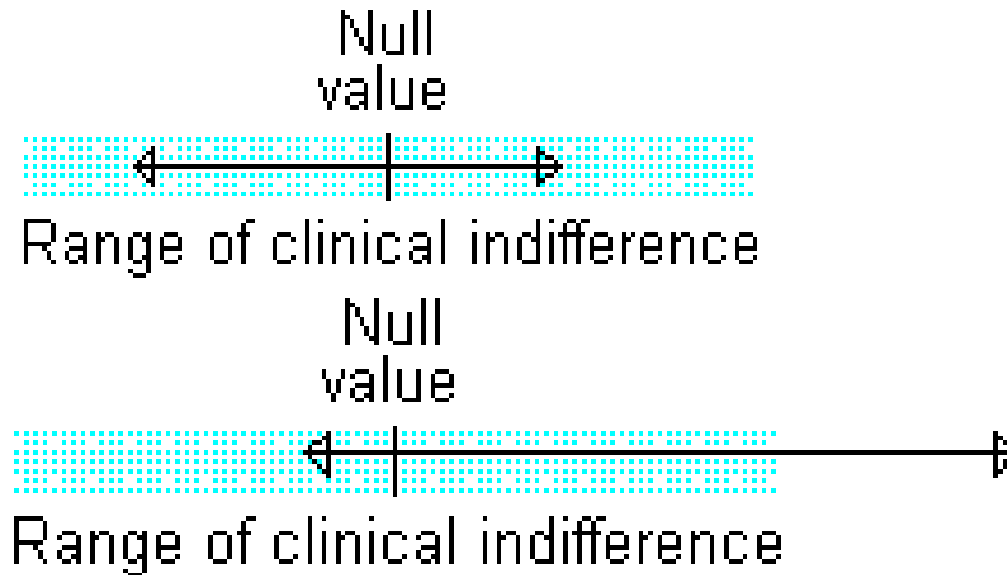 Null
value
Range of clinical indifference
Null
value
Range of clinical indifference